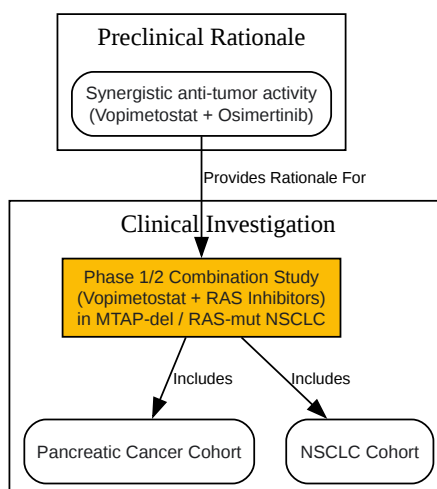 Preclinical Rationale
Synergistic anti-tumor activity
(Vopimetostat + Osimertinib)
Provides Rationale For
Clinical Investigation
Phase 1/2 Combination Study
(Vopimetostat + RAS Inhibitors)
in MTAP-del / RAS-mut NSCLC
Includes
Includes
Pancreatic Cancer Cohort
NSCLC Cohort